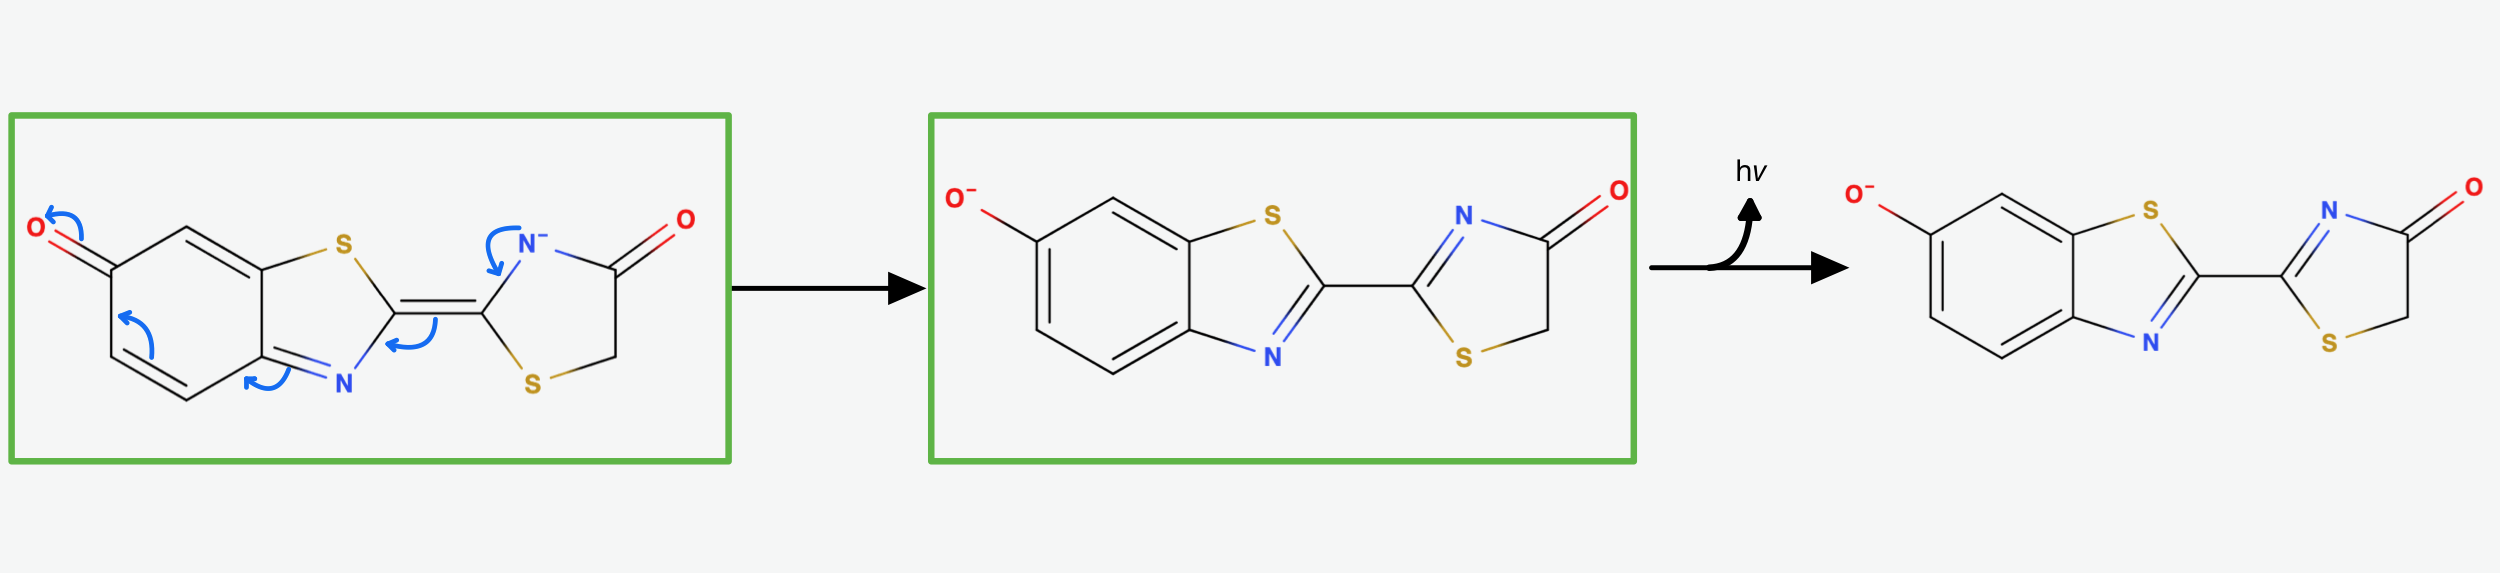 hν
O S N⁻ O
N S
O⁻ S N O
N S
O⁻ S N O
N S